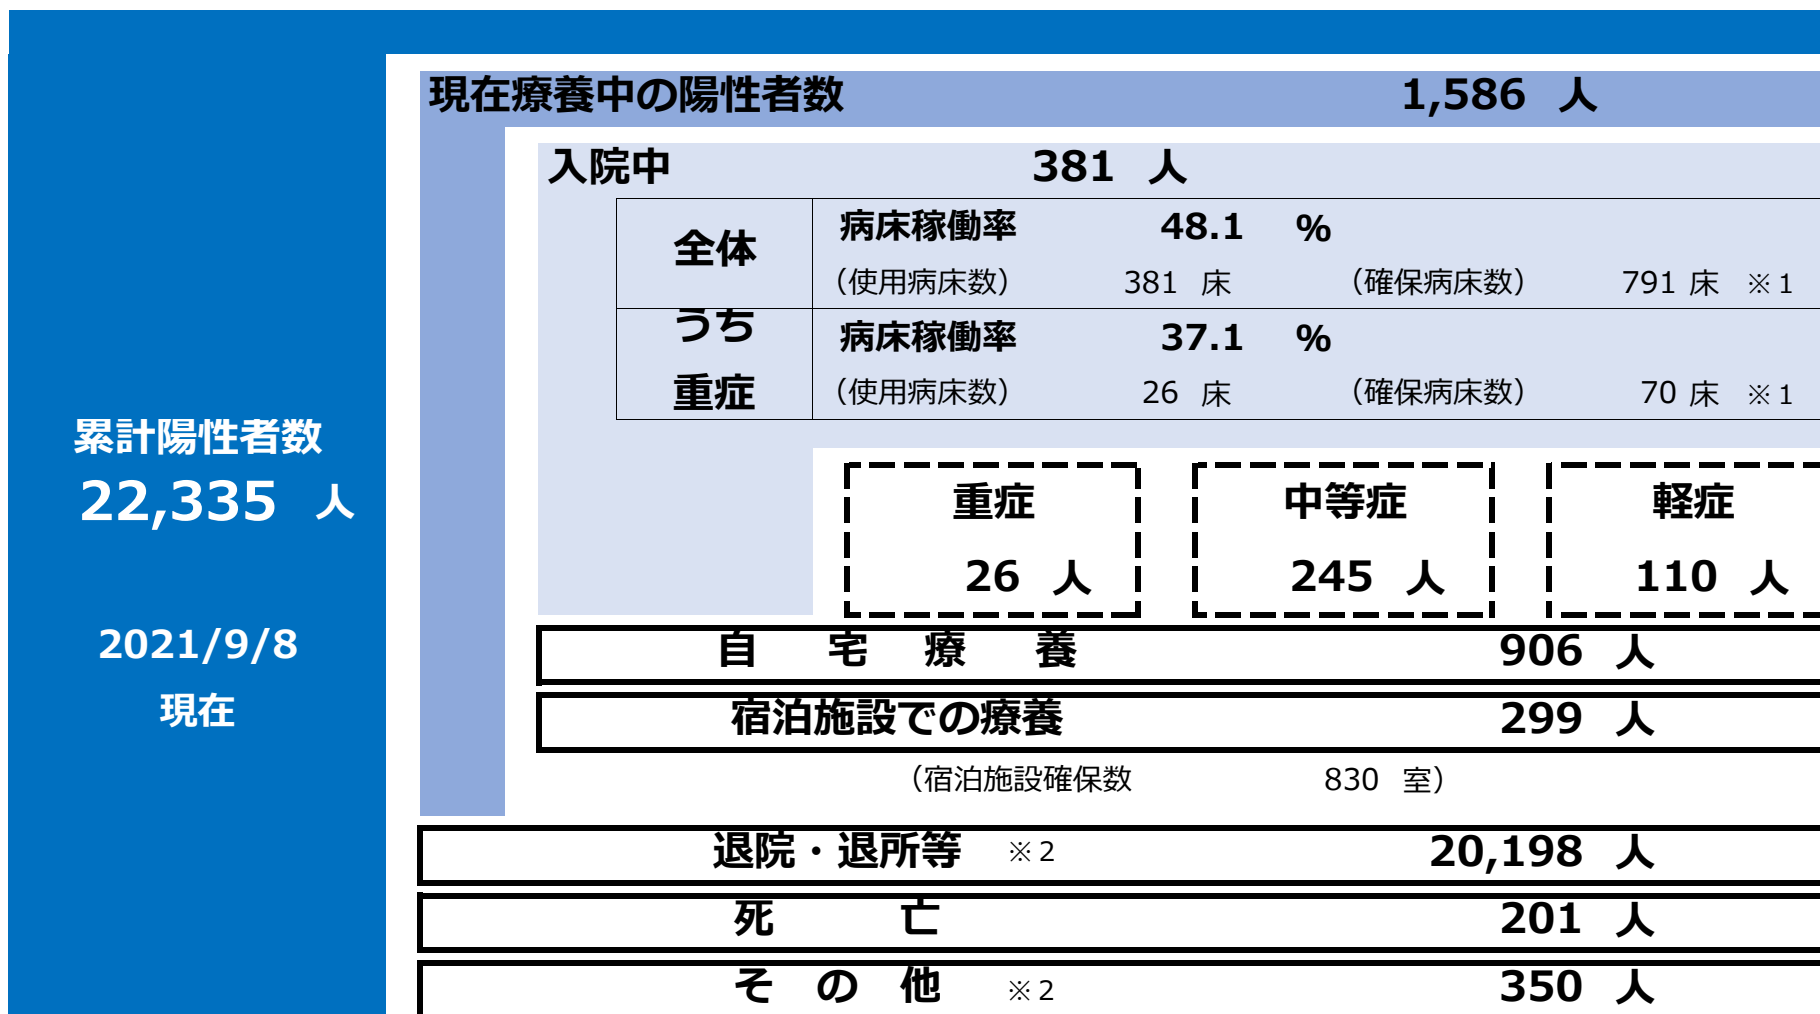 現在療養中の陽性者数 1,586 人
入院中 381 人
全体 病床稼働率 48.1 %
（使用病床数） 381 床 （確保病床数） 791 床 ※1
うち 病床稼働率 37.1 %
重症 （使用病床数） 26 床 （確保病床数） 70 床 ※1
累計陽性者数
22,335 人
2021/9/8
現在
重症 中等症 軽症
26 人 245 人 110 人
自宅療養 906 人
宿泊施設での療養 299 人
（宿泊施設確保数 830 室）
退院・退所等 ※2 20,198 人
死亡 201 人
その他 ※2 350 人